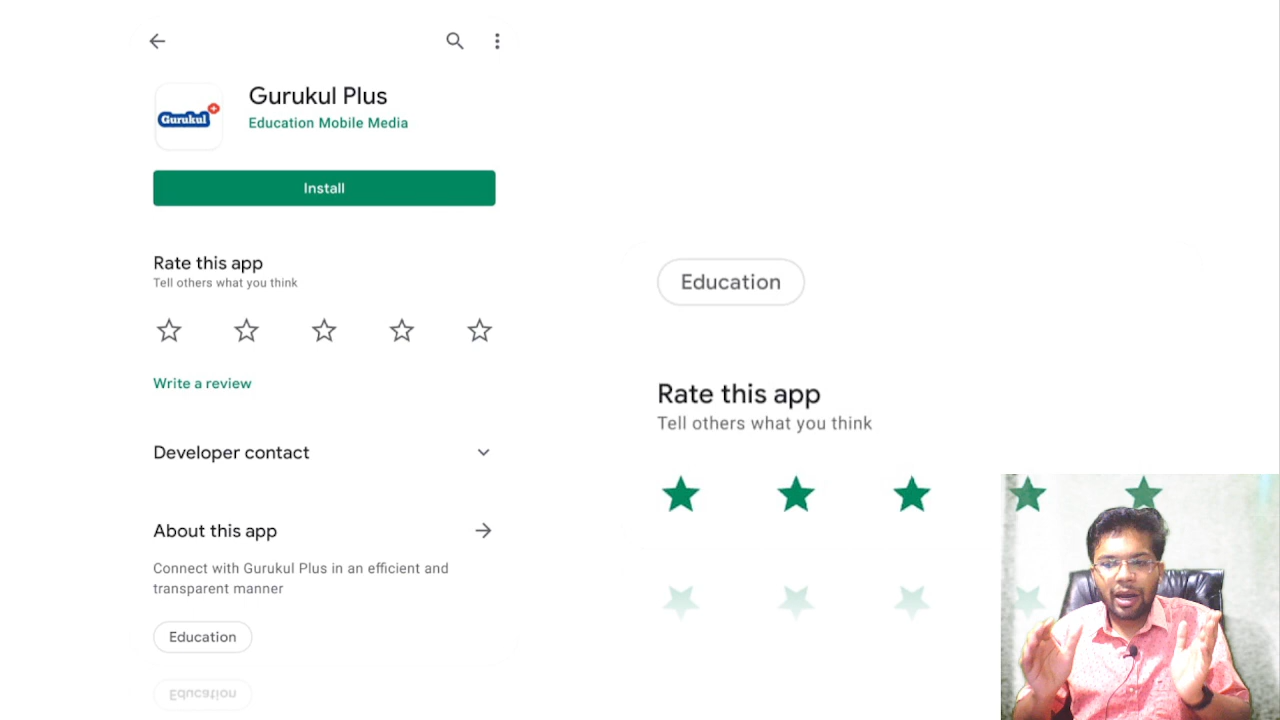 Gurukul
Gurukul Plus
Education Mobile Media
Install
Rate this app
Tell others what you think
Write a review
Developer contact
About this app
Connect with Gurukul Plus in an efficient and
transparent manner
Education
Education
Education
Rate this app
Tell others what you think